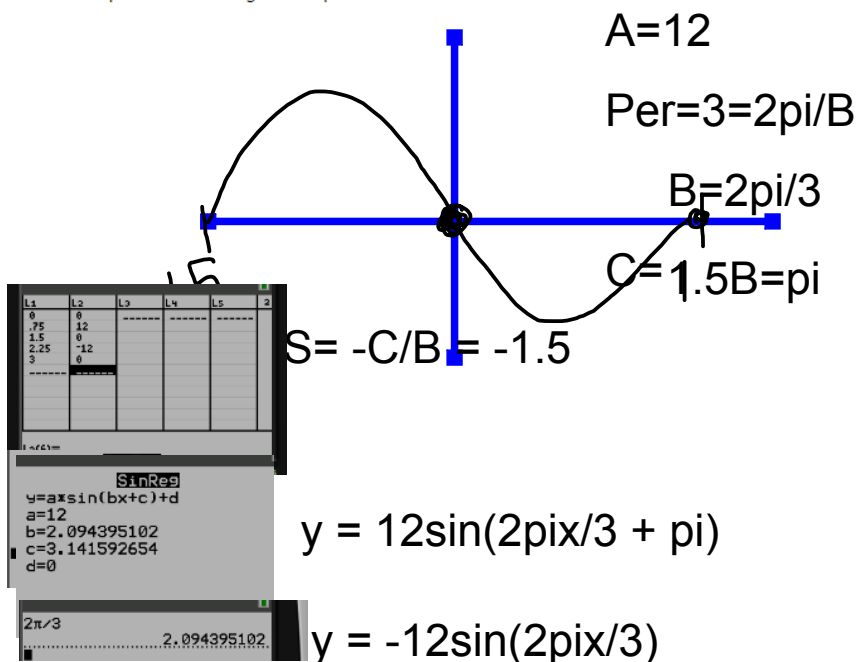 A=12
Per=3=2pi/B
B=2pi/3
C= 1.5B=pi
S= -C/B = -1.5
L1 L2 L3 L4 L5 2
0 0 ------ ------ ------
.75 12
1.5 0
2.25 -12
3 0
------ ------
SinReg
y=a*sin(bx+c)+d
a=12
b=2.094395102
c=3.141592654
d=0
y = 12sin(2pix/3 + pi)
2π/3
2.094395102
y = -12sin(2pix/3)